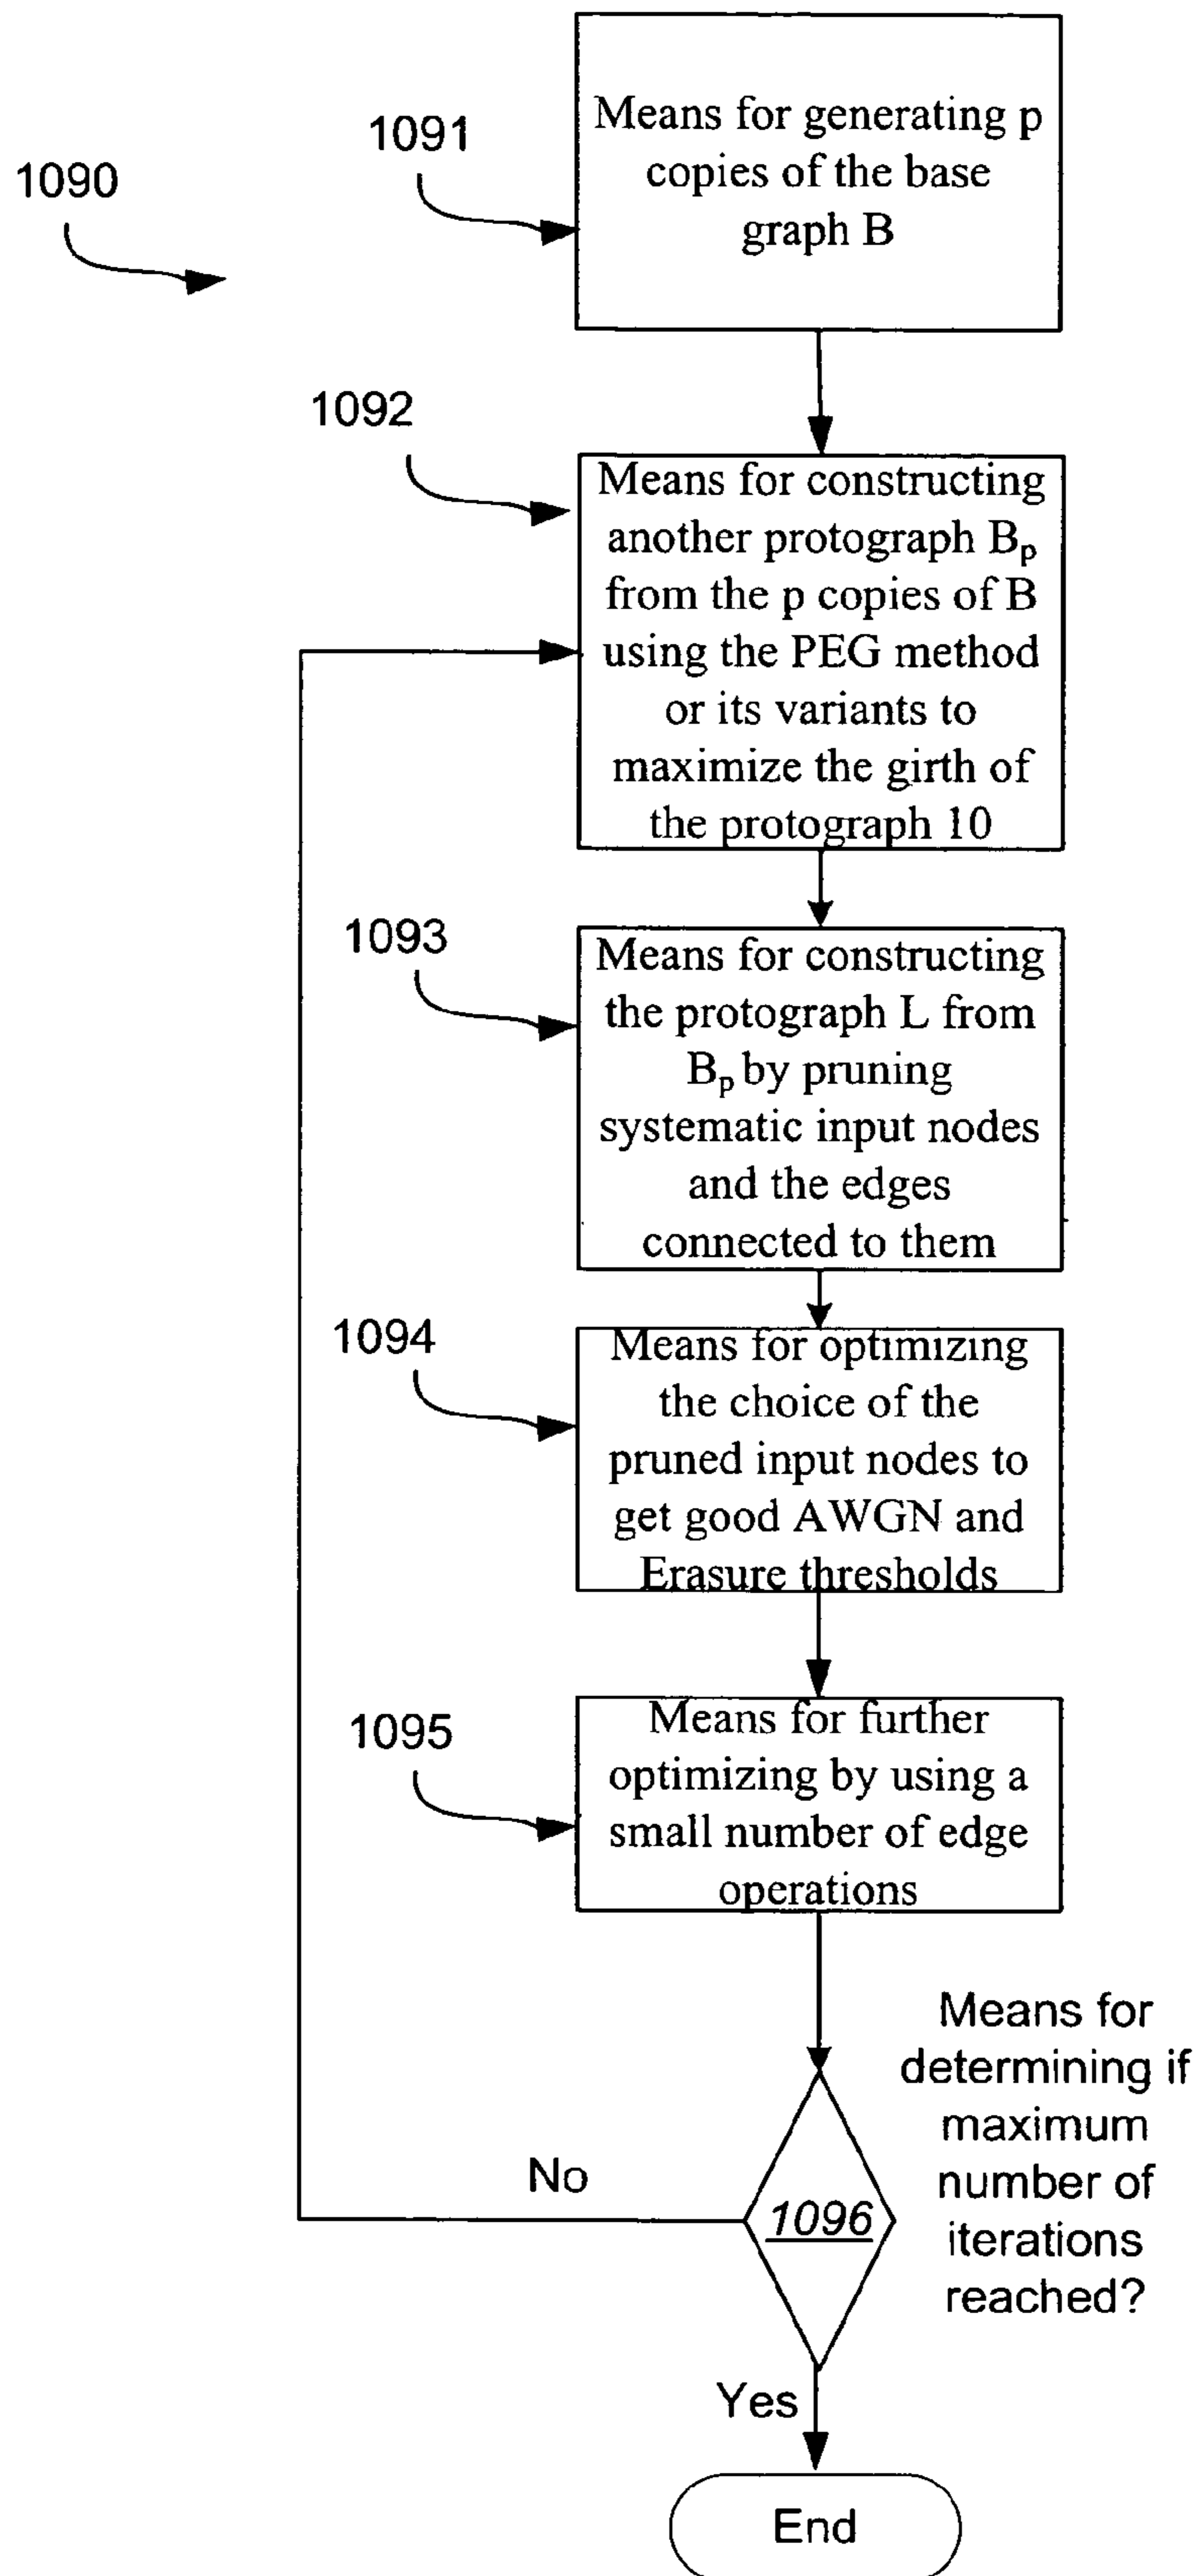 1090
1091
Means for generating p
copies of the base
graph B
1092
Means for constructing
another protograph Bp
from the p copies of B
using the PEG method
or its variants to
maximize the girth of
the protograph 10
1093
Means for constructing
the protograph L from
Bp by pruning
systematic input nodes
and the edges
connected to them
1094
Means for optimizing
the choice of the
pruned input nodes to
get good AWGN and
Erasure thresholds
1095
Means for further
optimizing by using a
small number of edge
operations
Means for
determining if
maximum
number of
iterations
reached?
No
1096
Yes
End